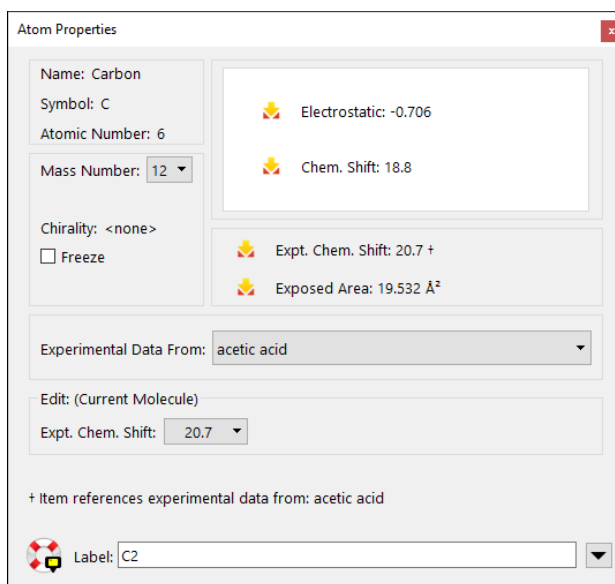 Atom Properties
x
Name: Carbon
Symbol: C
Atomic Number: 6
Mass Number: 12
Chirality: <none>
Freeze
Electrostatic: -0.706
Chem. Shift: 18.8
Expt. Chem. Shift: 20.7 †
Exposed Area: 19.532 Å²
Experimental Data From: acetic acid
Edit: (Current Molecule)
Expt. Chem. Shift: 20.7
† Item references experimental data from: acetic acid
Label: C2